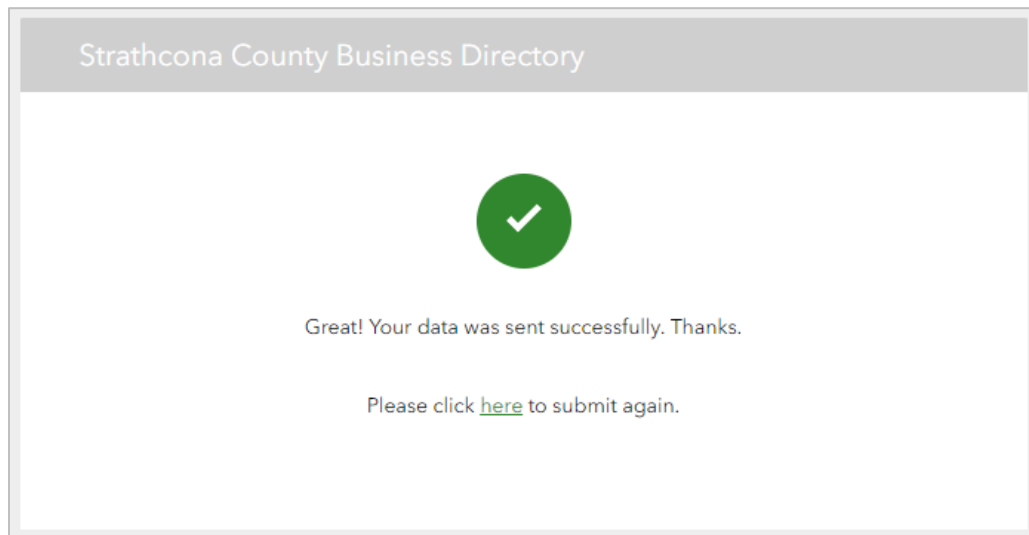 Strathcona County Business Directory
Great! Your data was sent successfully. Thanks.
Please click here to submit again.